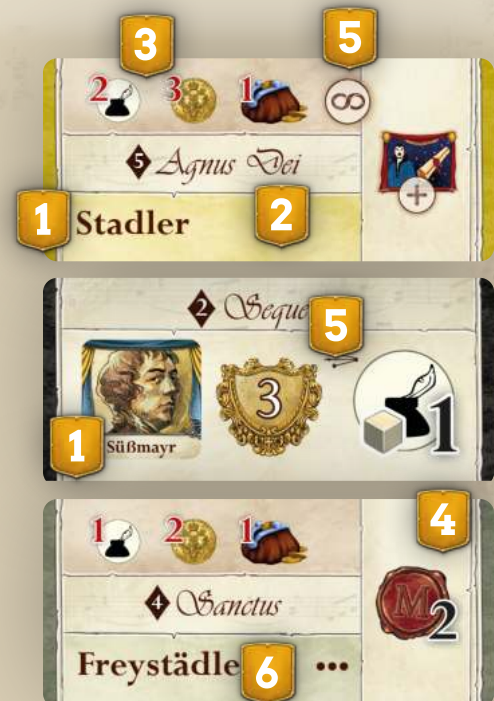 3 5
2 3 1
5 Agnus Dei
1 Stadler 2
2 Seque 5
3 1
1 Süßmayr
4
1 2 1
4 Sanctus
M 2
Freystädle 6 •••